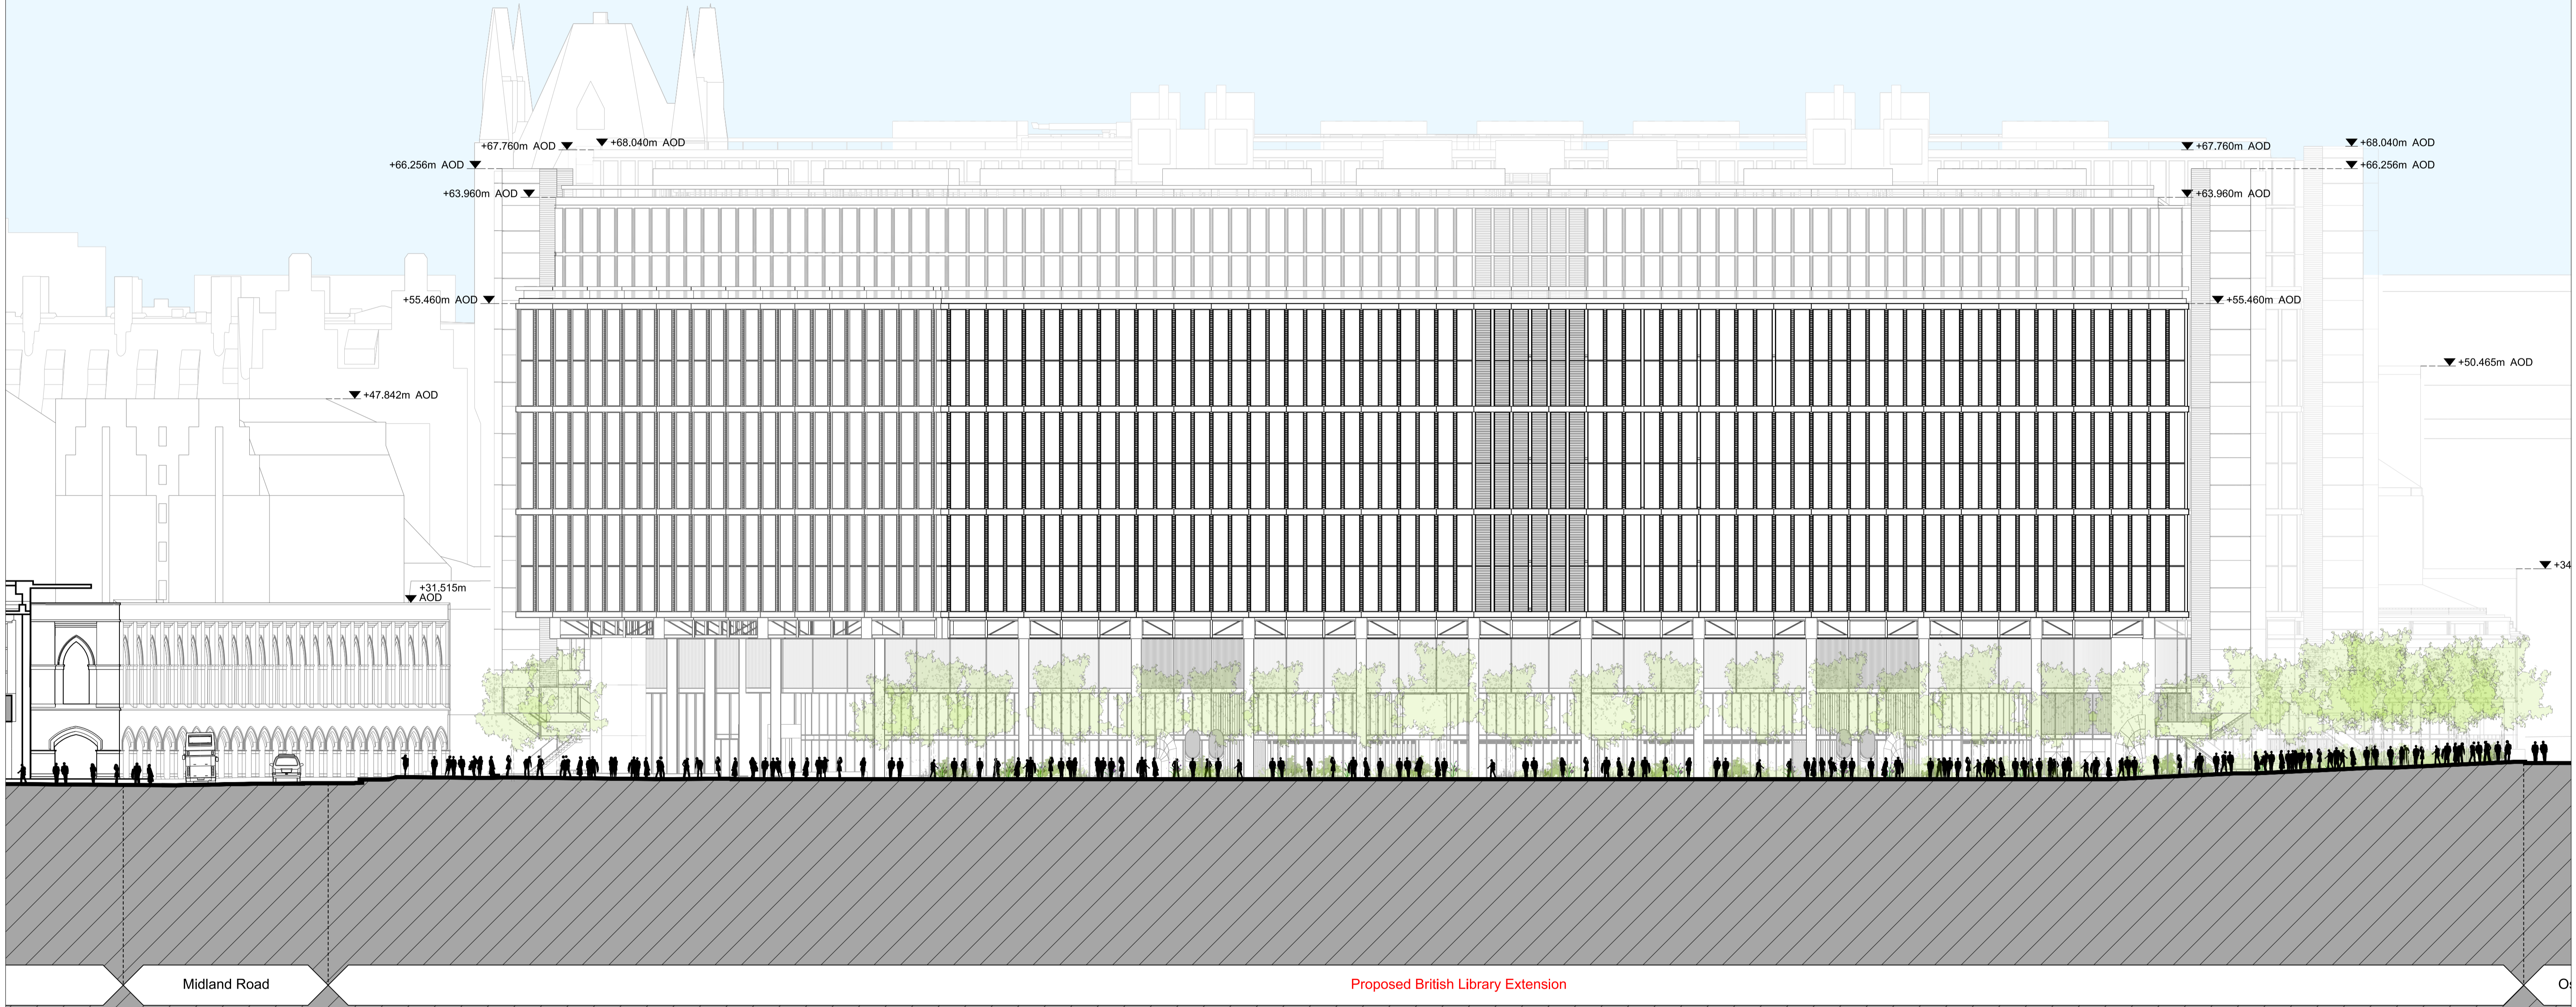 +67.760m AOD
+68.040m AOD
+66.256m AOD
+63.960m AOD
+67.760m AOD
+68.040m AOD
+66.256m AOD
+63.960m AOD
+55.460m AOD
+55.460m AOD
+50.465m AOD
+47.842m AOD
+31.515m
AOD
+34
Midland Road
Proposed British Library Extension